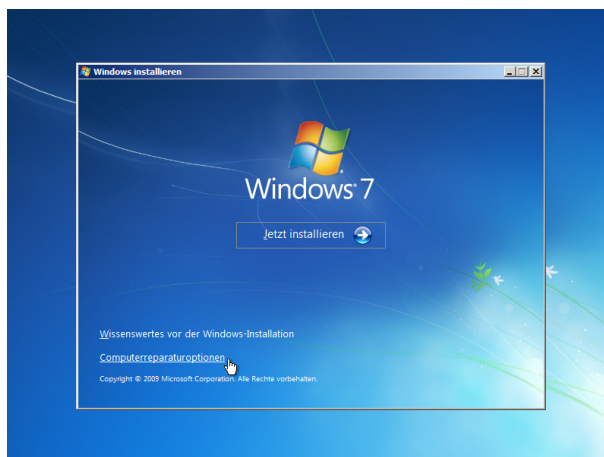 Windows installieren
Windows 7
Jetzt installieren
Wissenswertes vor der Windows-Installation
Computerreparaturoptionen
Copyright © 2009 Microsoft Corporation. Alle Rechte vorbehalten.